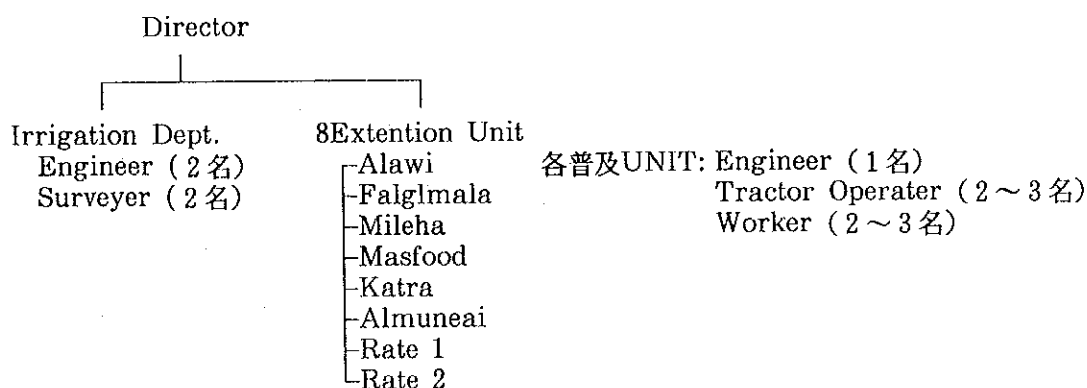 Director
Irrigation Dept.
Engineer (2名)
Surveyer (2名)
8Extention Unit
Alawi
Falglmala
Mileha
Masfood
Katra
Almuneai
Rate 1
Rate 2
各普及UNIT: Engineer (1名)
Tractor Operater (2～3名)
Worker (2～3名)